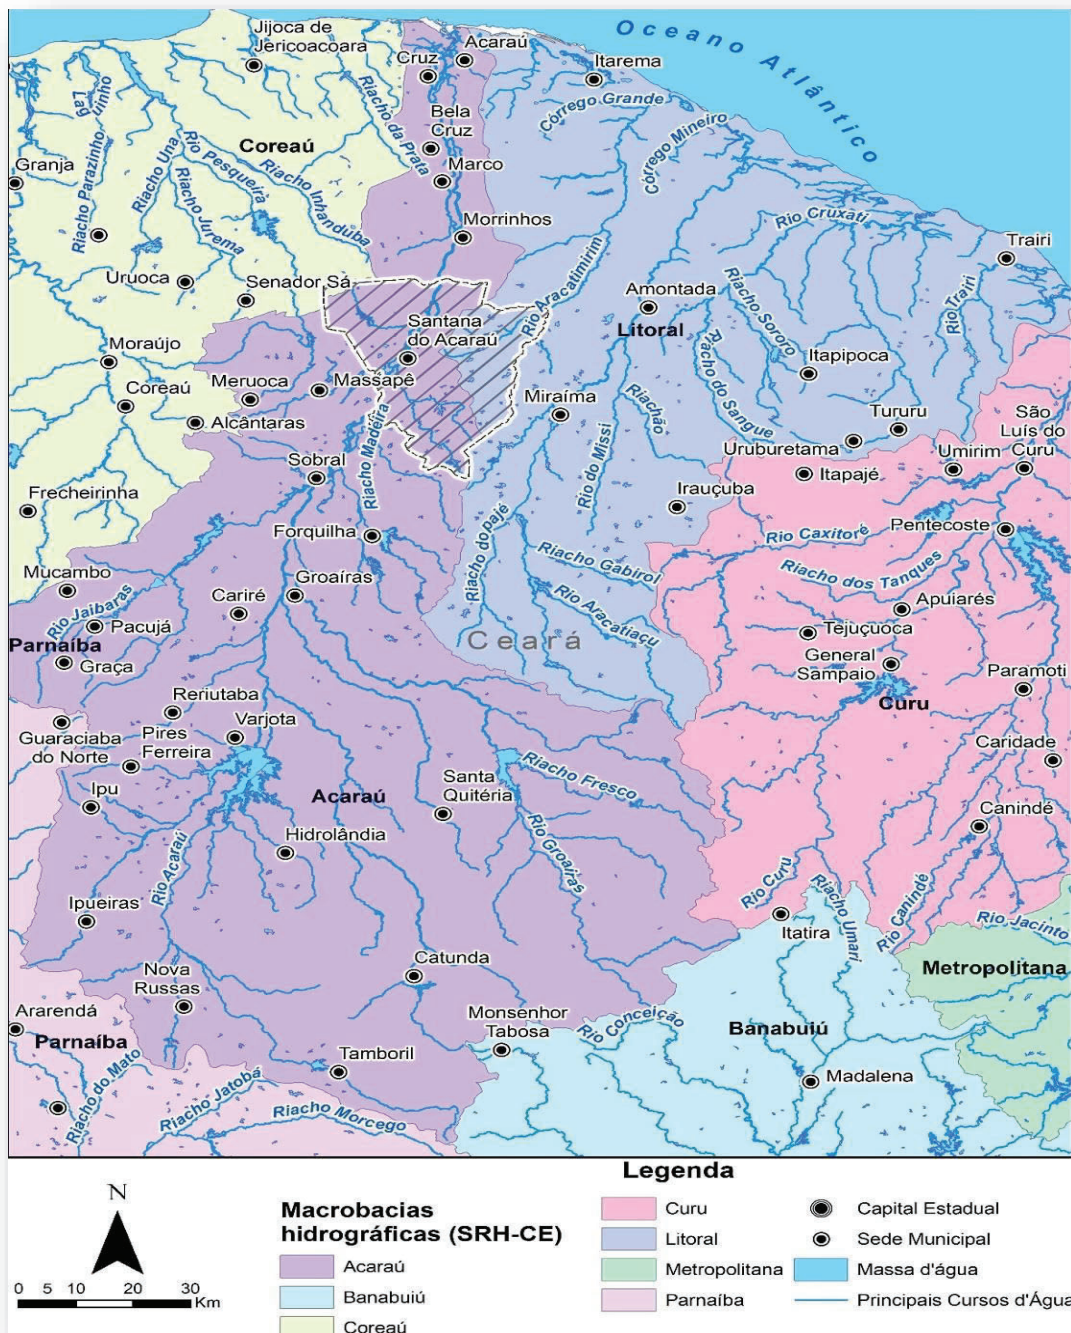 Oceano Atlântico
Jijoca de
Jericoacoara
Acaraú
Cruz
Itarema
Córrego Grande
Laguinho
Riacho da Prata
Bela
Cruz
Córrego Mineiro
Coreaú
Granja
Riacho Parazinho
Riacho Una
Rio Pesqueira
Riacho Inhanduba
Riacho Jurema
Marco
Morrinhos
Rio Cruxati
Trairi
Uruoca
Senador Sá
Rio Aracatimirim
Amontada
Litoral
Riacho Sororo
Rio Trairi
Santana
do Acaraú
Moraújo
Itapipoca
Meruoca
Massapê
Riacho do Sangue
Coreaú
Miraíma
Riachão
Tururu
São
Luís do
Curu
Alcântaras
Riacho Madeira
Rio do Missi
Uruburetama
Umirim
Sobral
Itapajé
Frecheirinha
Irauçuba
Pentecoste
Forquilha
Riacho do pajé
Rio Caxitoré
Riacho Gabirol
Riacho dos Tanques
Mucambo
Groaíras
Rio Jaibaras
Cariré
Rio Aracatiaçu
Apuiarés
Pacujá
Parnaíba
Graça
Ceará
Tejuçuoca
General
Sampaio
Paramoti
Reriutaba
Curu
Guaraciaba
do Norte
Pires
Ferreira
Varjota
Caridade
Riacho Fresco
Ipu
Acaraú
Santa
Quitéria
Canindé
Hidrolândia
Rio Groaíras
Rio Acaraú
Rio Curu
Riacho Umari
Rio Canindé
Ipueiras
Itatira
Rio Jacinto
Catunda
Metropolitana
Nova
Russas
Ararendá
Monsenhor
Tabosa
Rio Conceição
Banabuiú
Parnaíba
Riacho do Mato
Tamboril
Madalena
Riacho Jatobá
Riacho Morcego
Legenda
N
Macrobacias
hidrográficas (SRH-CE)
Acaraú
Banabuiú
Coreaú
Curu
Litoral
Metropolitana
Parnaíba
Capital Estadual
Sede Municipal
Massa d'água
Principais Cursos d'Água
0 5 10 20 30
Km